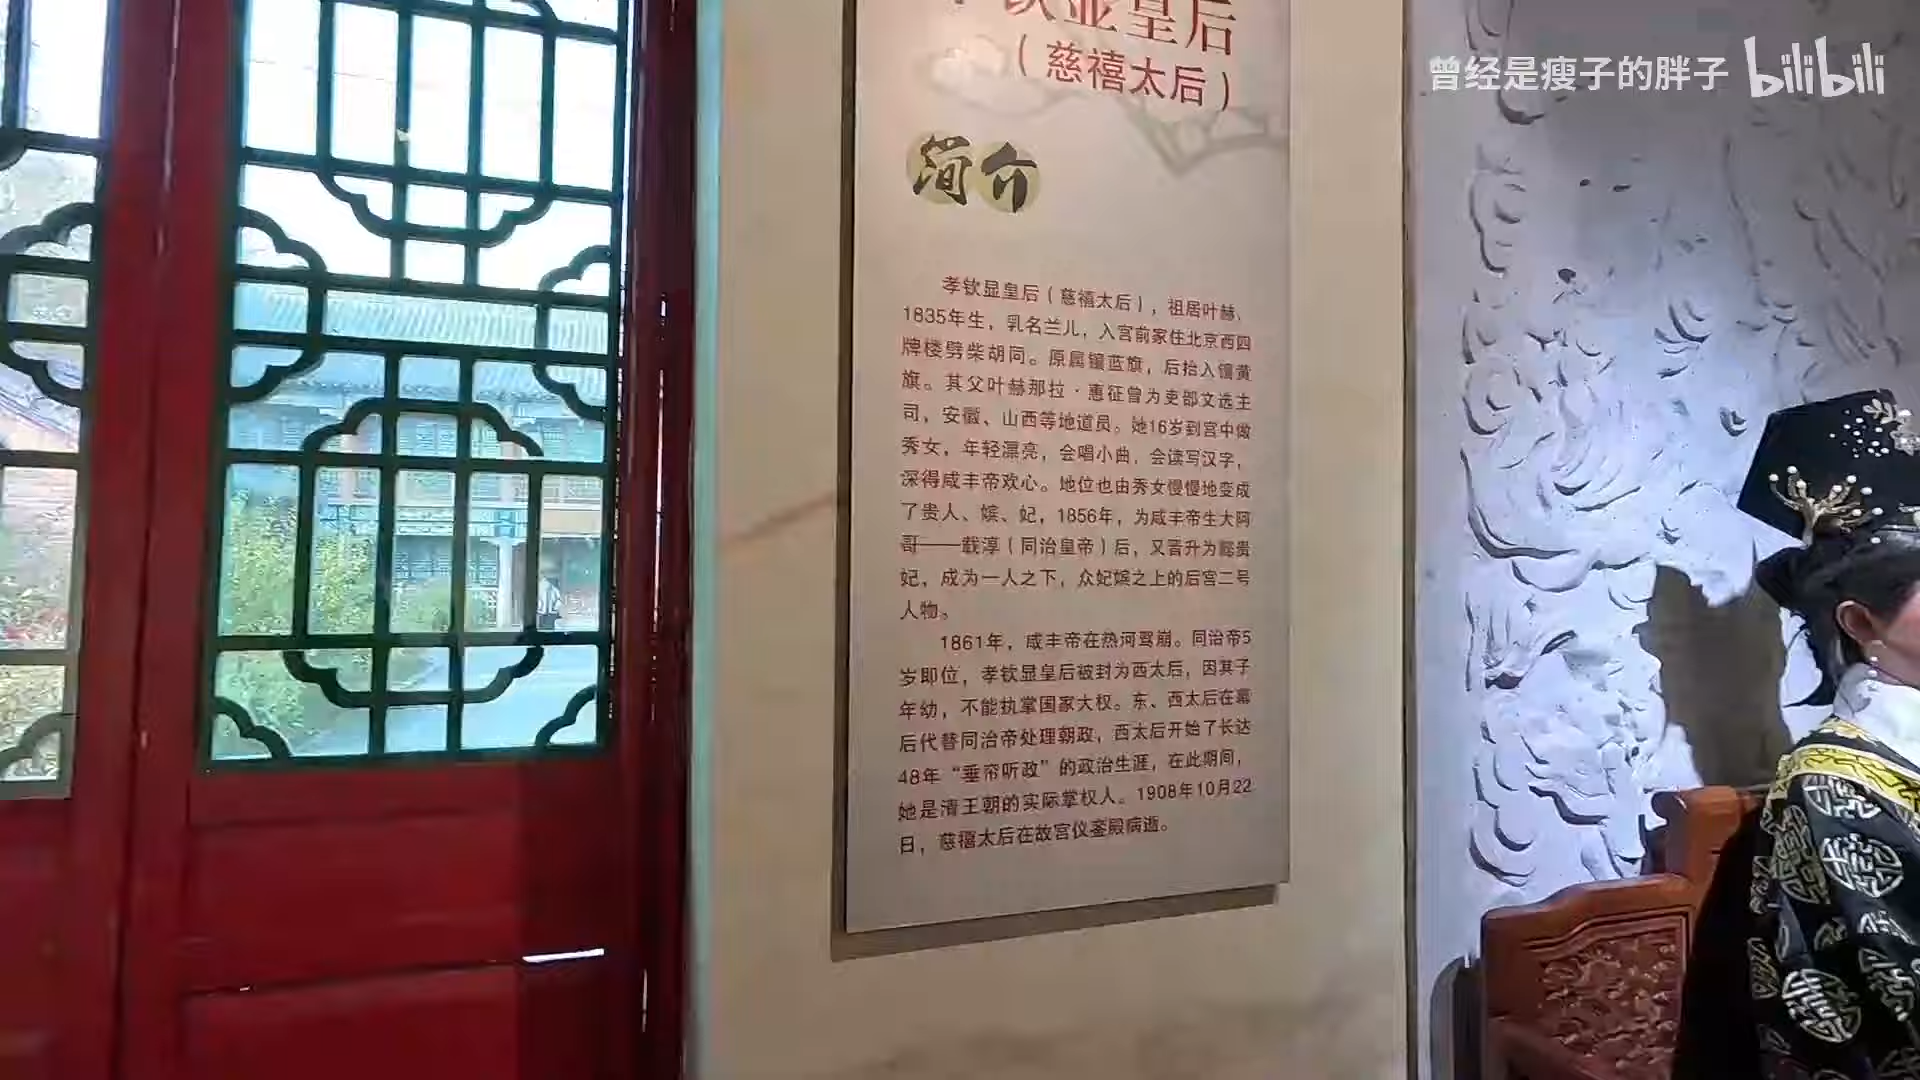 钦显皇后
（慈禧太后）
曾经是瘦子的胖子 bilibili
简介
孝钦显皇后（慈禧太后），祖居叶赫，
1835年生，乳名兰儿，入宫前家住北京西四
牌楼劈柴胡同。原属镶蓝旗，后抬入镶黄
旗。其父叶赫那拉·惠征曾为吏部文选主
司，安徽、山西等地道员。她16岁到宫中做
秀女，年轻漂亮，会唱小曲，会读写汉字，
深得咸丰帝欢心。地位也由秀女慢慢地变成
了贵人、嫔、妃，1856年，为咸丰帝生大阿
哥——载淳（同治皇帝）后，又晋升为懿贵
妃，成为一人之下，众妃嫔之上的后宫二号
人物。
1861年，咸丰帝在热河驾崩。同治帝5
岁即位，孝钦显皇后被封为西太后，因其子
年幼，不能执掌国家大权。东、西太后在幕
后代替同治帝处理朝政，西太后开始了长达
48年“垂帘听政”的政治生涯，在此期间，
她是清王朝的实际掌权人。1908年10月22
日，慈禧太后在故宫仪銮殿病逝。